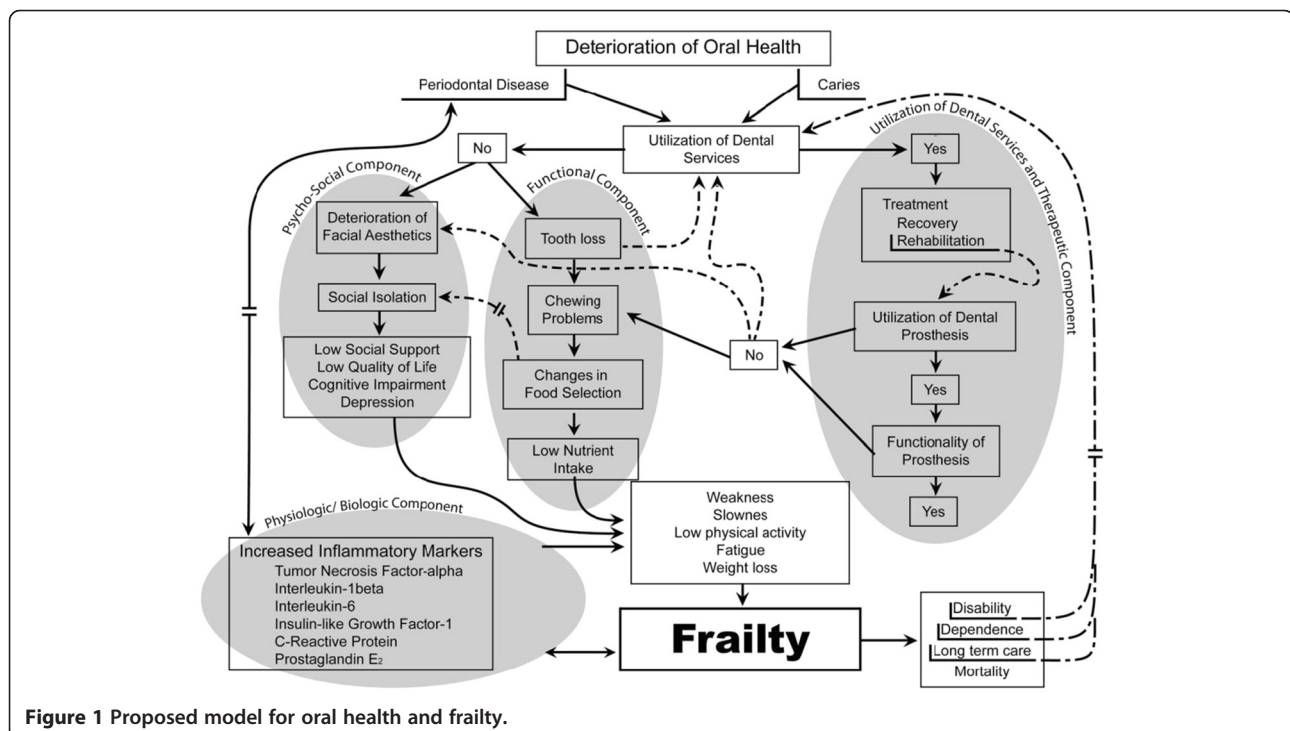 Deterioration of Oral Health
Periodontal Disease
Caries
Utilization of Dental
Services
No
Yes
Utilization of Dental Services and Therapeutic Component
Psycho-Social Component
Functional Component
Deterioration of
Facial Aesthetics
Tooth loss
Treatment
Recovery
Rehabilitation
Social Isolation
Chewing
Problems
Utilization of Dental
Prosthesis
No
Low Social Support
Low Quality of Life
Cognitive Impairment
Depression
Changes in
Food Selection
Yes
Low Nutrient
Intake
Functionality of
Prosthesis
Yes
Physiologic/ Biologic Component
Increased Inflammatory Markers
Tumor Necrosis Factor-alpha
Interleukin-1beta
Interleukin-6
Insulin-like Growth Factor-1
C-Reactive Protein
Prostaglandin E₂
Weakness
Slownes
Low physical activity
Fatigue
Weight loss
Frailty
Disability
Dependence
Long term care
Mortality
Figure 1 Proposed model for oral health and frailty.